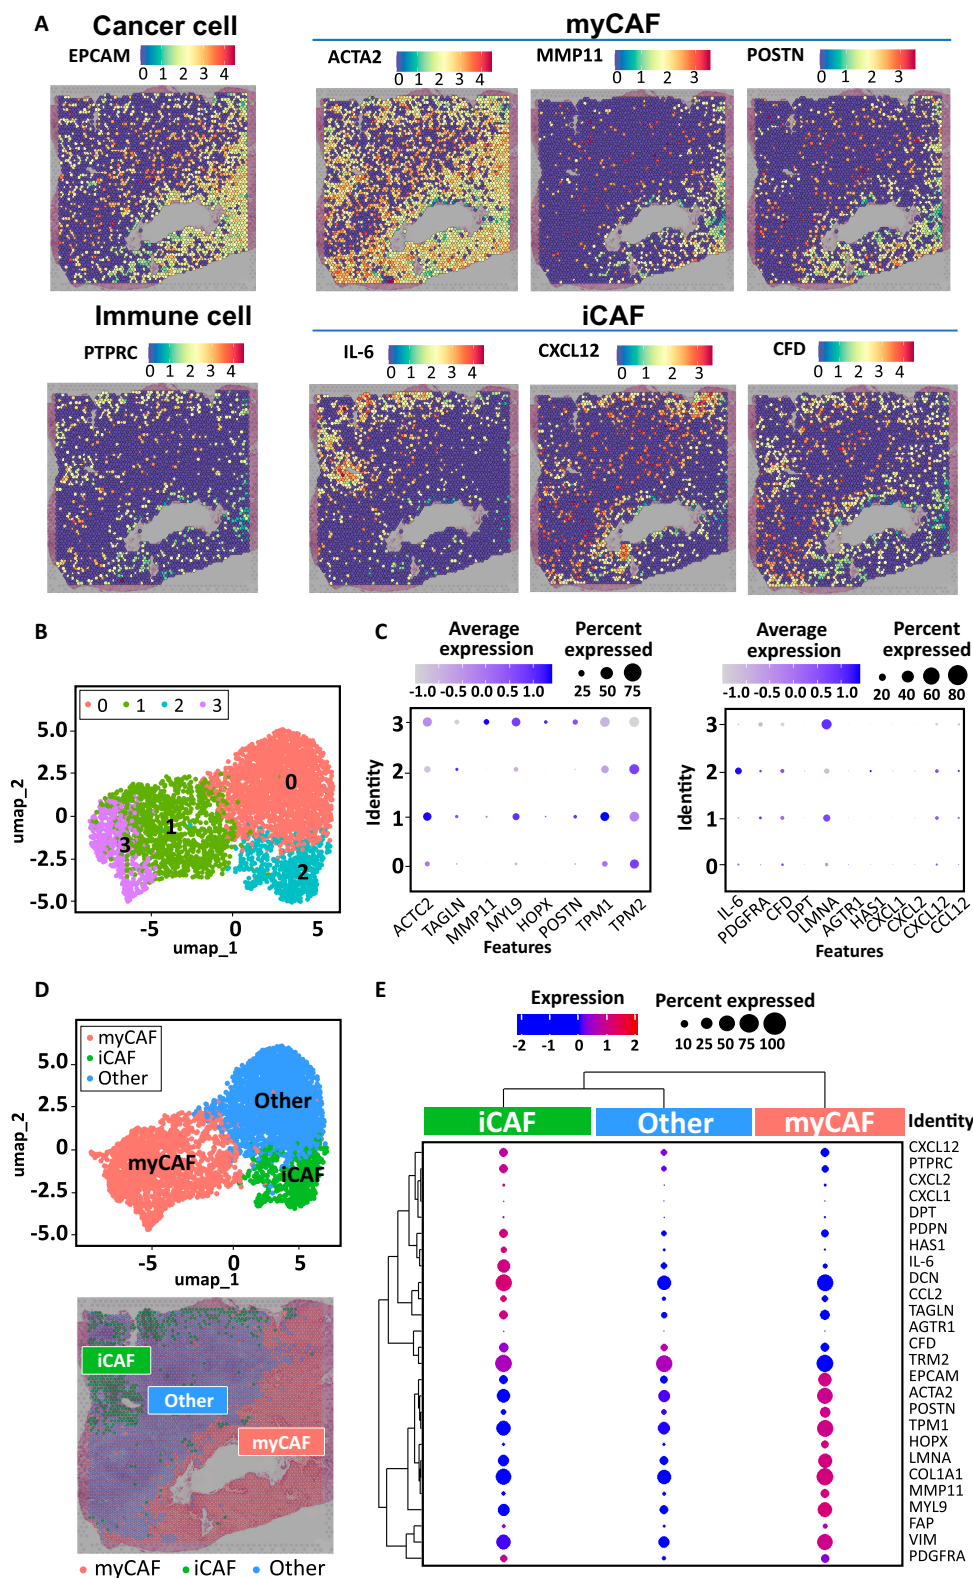 A
Cancer cell
myCAF
EPCAM
0 1 2 3 4
ACTA2
0 1 2 3 4
MMP11
0 1 2 3
POSTN
0 1 2 3
Immune cell
iCAF
PTPRC
0 1 2 3 4
IL-6
0 1 2 3 4
CXCL12
0 1 2 3
CFD
0 1 2 3 4
B
0 1 2 3
umap_2
5.0
2.5
0
-2.5
-5.0
0
1
2
3
-5 0 5
umap_1
C
Average expression
-1.0 0.0 0.5 1.0
Percent expressed
25 50 75
Identity
3
2
1
0
ACTC2
TAGLN
MMP11
MYL9
HOPX
POSTN
TPM1
TPM2
Features
Average expression
-1.0 0.0 0.5 1.0
Percent expressed
20 40 60 80
Identity
3
2
1
0
IL-6
PDGFRA
CFD
DPT
LMNA
AGTR1
HAS1
CXCL1
CXCL2
CXCL12
CCL12
Features
D
myCAF
iCAF
Other
umap_2
5.0
2.5
0
-2.5
-5.0
Other
myCAF
iCAF
-5 0 5
umap_1
iCAF
Other
myCAF
myCAF iCAF Other
E
Expression
-2 -1 0 1 2
Percent expressed
10 25 50 75 100
iCAF Other myCAF Identity
CXCL12
PTPRC
CXCL2
CXCL1
DPT
PDPN
HAS1
IL-6
DCN
CCL2
TAGLN
AGTR1
CFD
TRM2
EPCAM
ACTA2
POSTN
TPM1
HOPX
LMNA
COL1A1
MMP11
MYL9
FAP
VIM
PDGFRA